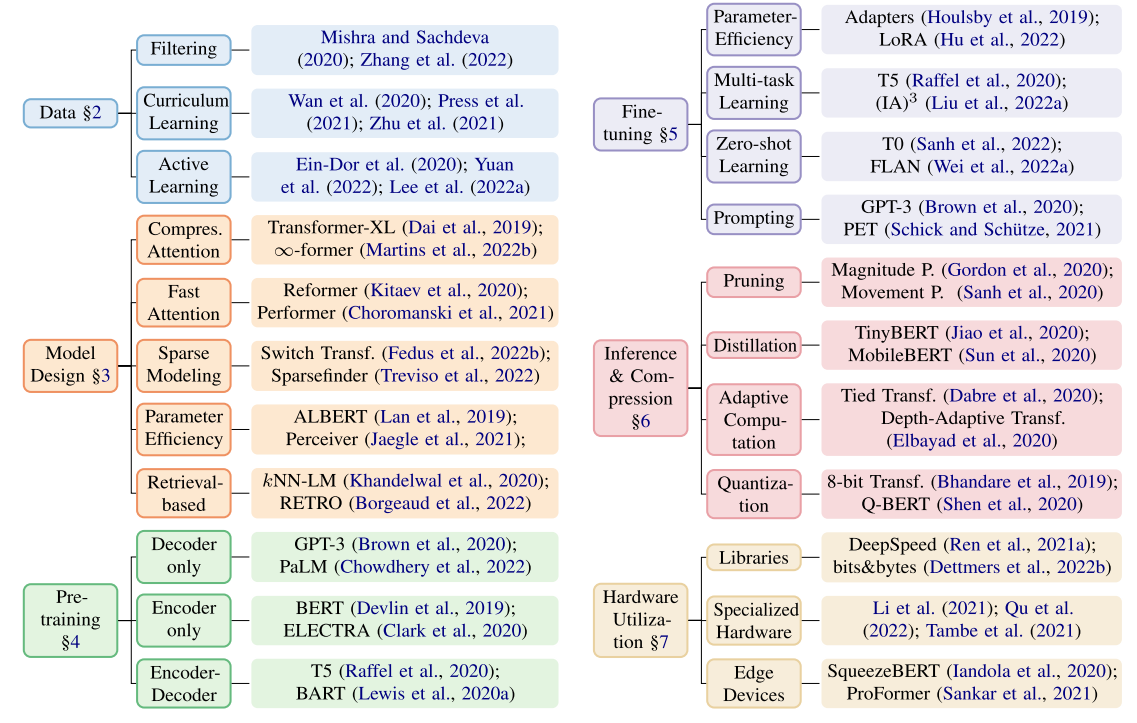 Data §2
Filtering
Mishra and Sachdeva
(2020); Zhang et al. (2022)
Curriculum
Learning
Wan et al. (2020); Press et al.
(2021); Zhu et al. (2021)
Active
Learning
Ein-Dor et al. (2020); Yuan
et al. (2022); Lee et al. (2022a)
Model
Design §3
Compres.
Attention
Transformer-XL (Dai et al., 2019);
∞-former (Martins et al., 2022b)
Fast
Attention
Reformer (Kitaev et al., 2020);
Performer (Choromanski et al., 2021)
Sparse
Modeling
Switch Transf. (Fedus et al., 2022b);
Sparsefinder (Treviso et al., 2022)
Parameter
Efficiency
ALBERT (Lan et al., 2019);
Perceiver (Jaegle et al., 2021);
Retrieval-
based
kNN-LM (Khandelwal et al., 2020);
RETRO (Borgeaud et al., 2022)
Pre-
training
§4
Decoder
only
GPT-3 (Brown et al., 2020);
PaLM (Chowdhery et al., 2022)
Encoder
only
BERT (Devlin et al., 2019);
ELECTRA (Clark et al., 2020)
Encoder-
Decoder
T5 (Raffel et al., 2020);
BART (Lewis et al., 2020a)
Fine-
tuning §5
Parameter-
Efficiency
Adapters (Houlsby et al., 2019);
LoRA (Hu et al., 2022)
Multi-task
Learning
T5 (Raffel et al., 2020);
(IA)³ (Liu et al., 2022a)
Zero-shot
Learning
T0 (Sanh et al., 2022);
FLAN (Wei et al., 2022a)
Prompting
GPT-3 (Brown et al., 2020);
PET (Schick and Schütze, 2021)
Inference
& Com-
pression
§6
Pruning
Magnitude P. (Gordon et al., 2020);
Movement P. (Sanh et al., 2020)
Distillation
TinyBERT (Jiao et al., 2020);
MobileBERT (Sun et al., 2020)
Adaptive
Compu-
tation
Tied Transf. (Dabre et al., 2020);
Depth-Adaptive Transf.
(Elbayad et al., 2020)
Quantiza-
tion
8-bit Transf. (Bhandare et al., 2019);
Q-BERT (Shen et al., 2020)
Hardware
Utiliza-
tion §7
Libraries
DeepSpeed (Ren et al., 2021a);
bits&bytes (Dettmers et al., 2022b)
Specialized
Hardware
Li et al. (2021); Qu et al.
(2022); Tambe et al. (2021)
Edge
Devices
SqueezeBERT (Iandola et al., 2020);
ProFormer (Sankar et al., 2021)